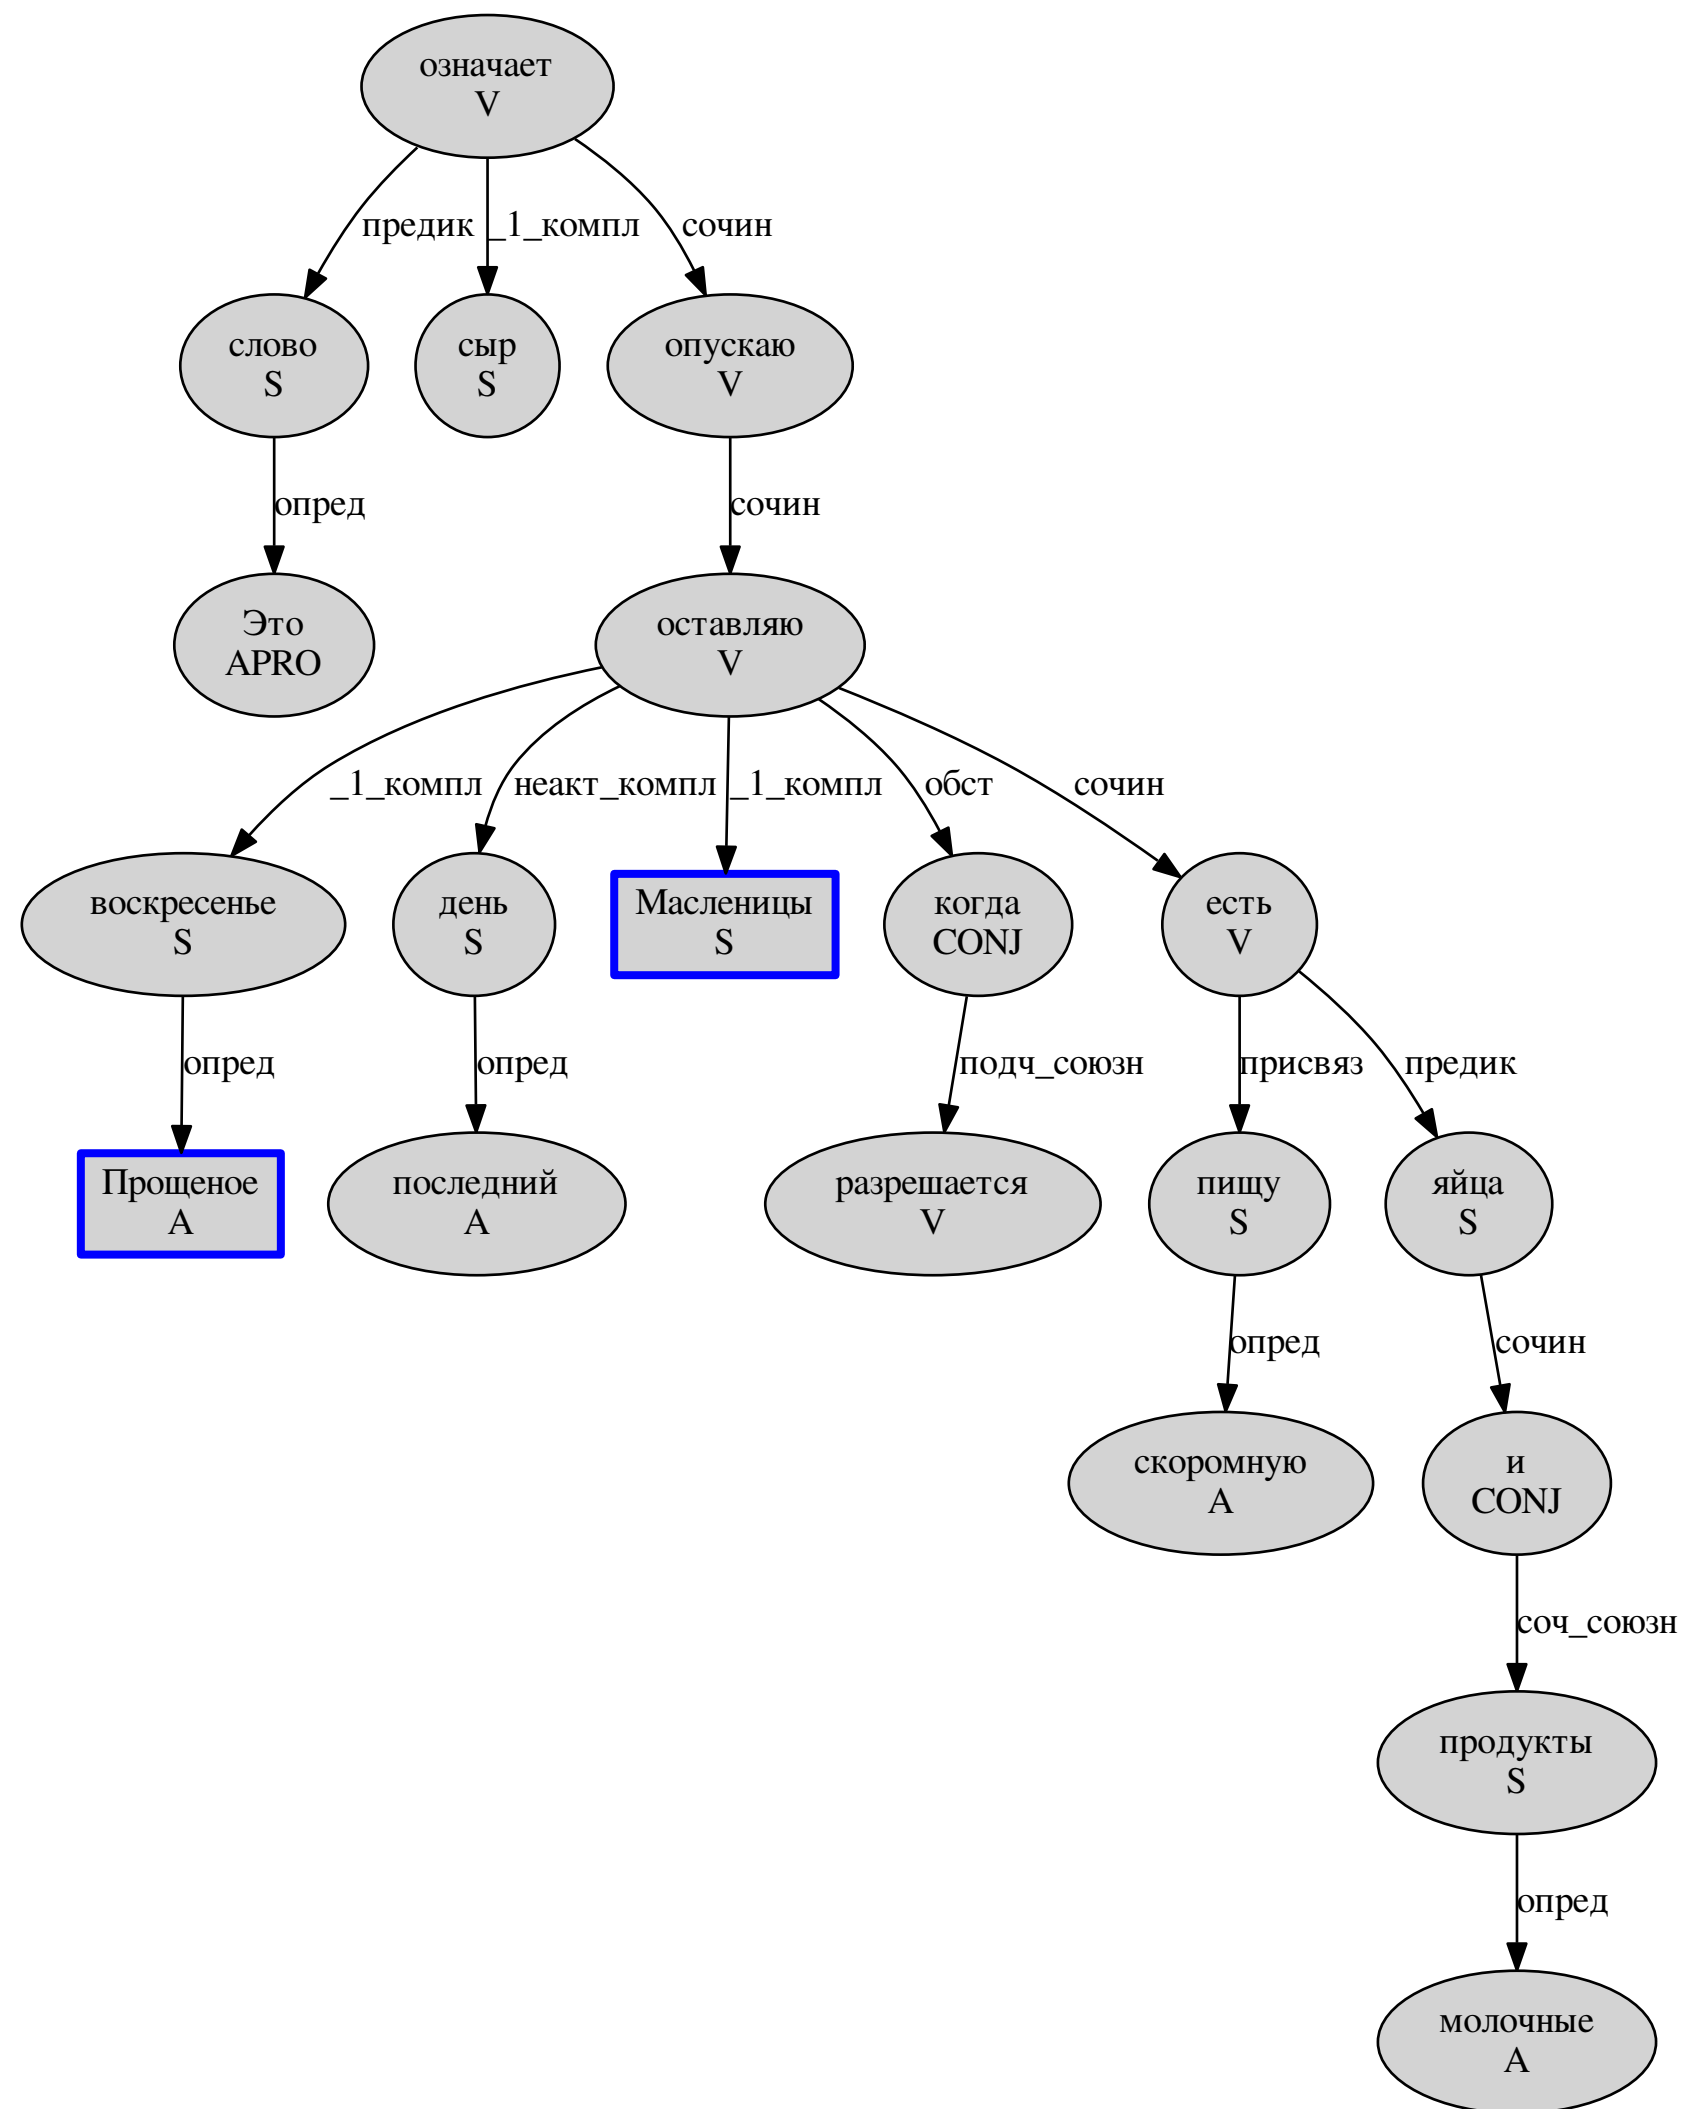 означает
V
предик
_1_компл
сочин
слово
S
сыр
S
опускаю
V
опред
сочин
Это
APRO
оставляю
V
_1_компл
неакт_компл
_1_компл
обст
сочин
воскресенье
S
день
S
Масленицы
S
когда
CONJ
есть
V
опред
опред
подч_союзн
присвяз
предик
Прощеное
A
последний
A
разрешается
V
пищу
S
яйца
S
опред
сочин
скоромную
A
и
CONJ
соч_союзн
продукты
S
опред
молочные
A